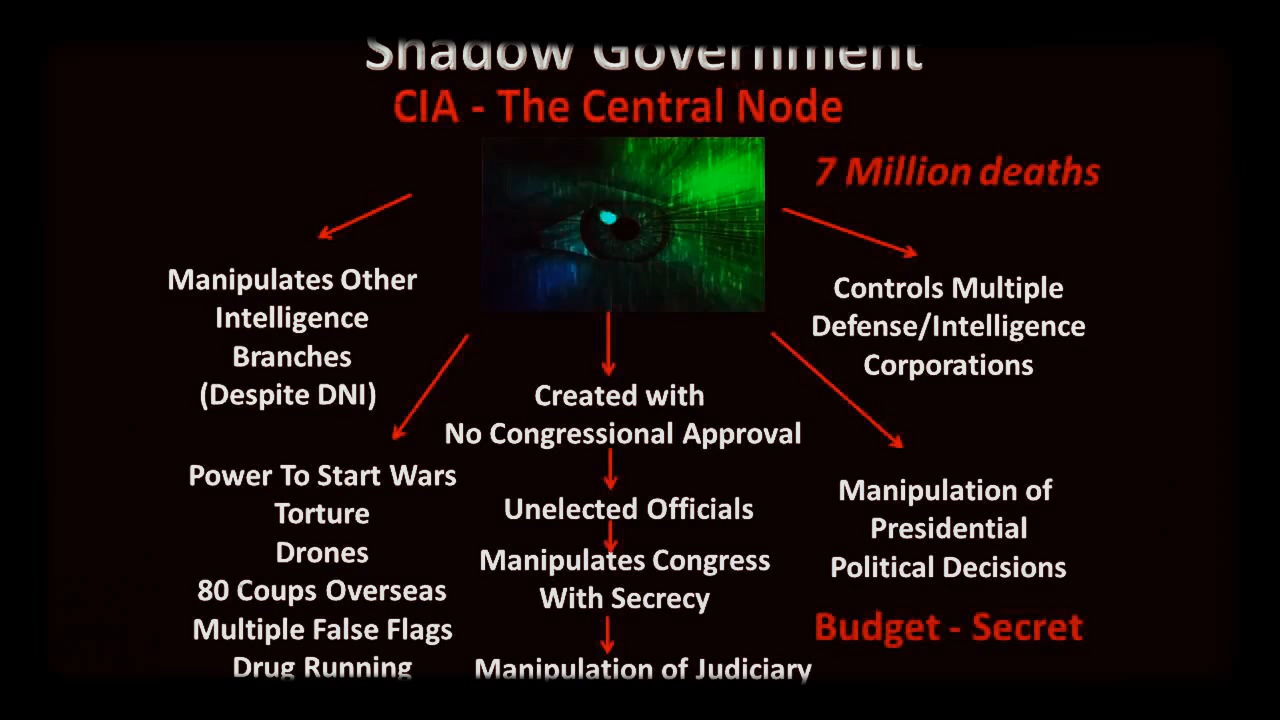 Shadow Government
CIA - The Central Node
7 Million deaths
Manipulates Other
Intelligence
Branches
(Despite DNI)
Controls Multiple
Defense/Intelligence
Corporations
Created with
No Congressional Approval
Power To Start Wars
Torture
Drones
80 Coups Overseas
Multiple False Flags
Drug Running
Unelected Officials
Manipulates Congress
With Secrecy
Manipulation of Judiciary
Manipulation of
Presidential
Political Decisions
Budget - Secret